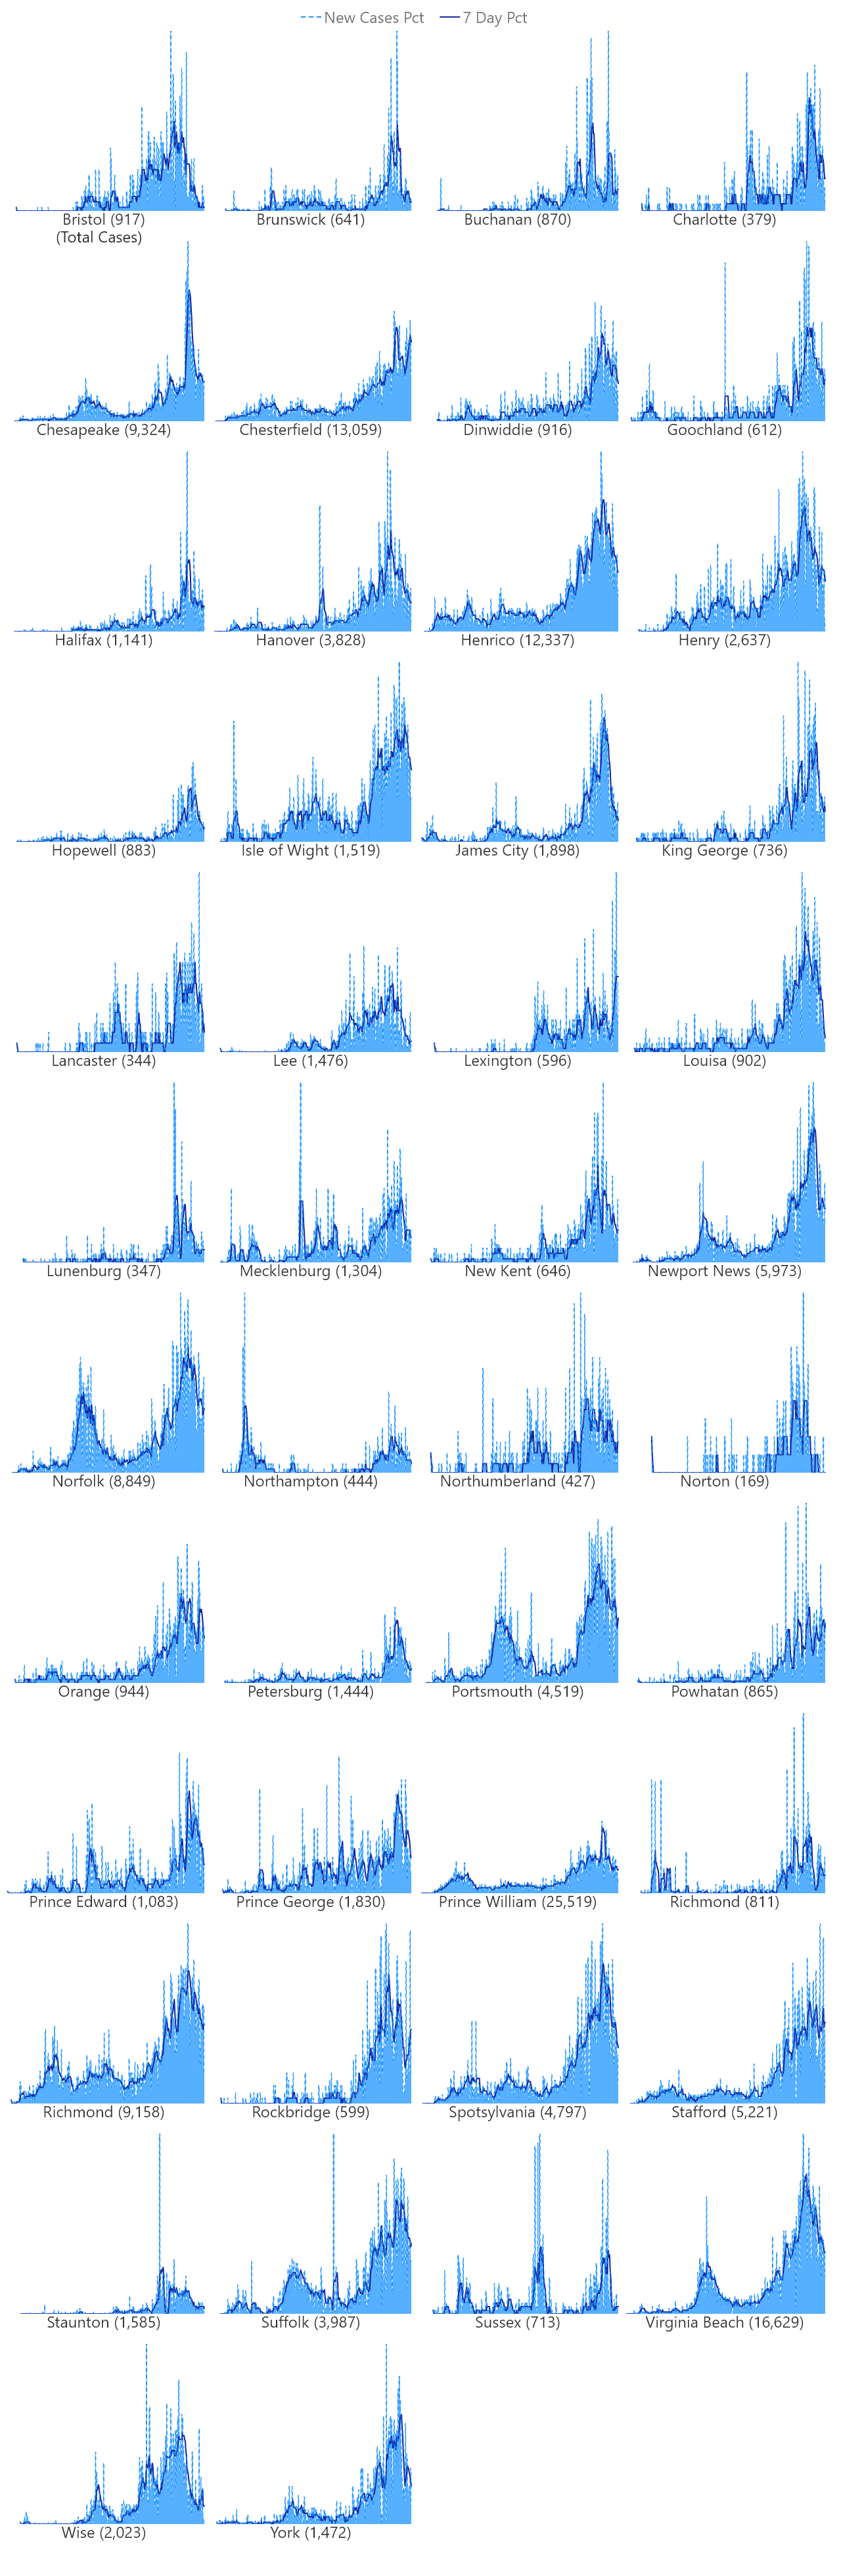 New Cases Pct 7 Day Pct
Bristol (917) Brunswick (641) Buchanan (870) Charlotte (379)
(Total Cases)
Chesapeake (9,324) Chesterfield (13,059) Dinwiddie (916) Goochland (612)
Halifax (1,141) Hanover (3,828) Henrico (12,337) Henry (2,637)
Hopewell (883) Isle of Wight (1,519) James City (1,898) King George (736)
Lancaster (344) Lee (1,476) Lexington (596) Louisa (902)
Lunenburg (347) Mecklenburg (1,304) New Kent (646) Newport News (5,973)
Norfolk (8,849) Northampton (444) Northumberland (427) Norton (169)
Orange (944) Petersburg (1,444) Portsmouth (4,519) Powhatan (865)
Prince Edward (1,083) Prince George (1,830) Prince William (25,519) Richmond (811)
Richmond (9,158) Rockbridge (599) Spotsylvania (4,797) Stafford (5,221)
Staunton (1,585) Suffolk (3,987) Sussex (713) Virginia Beach (16,629)
Wise (2,023) York (1,472)